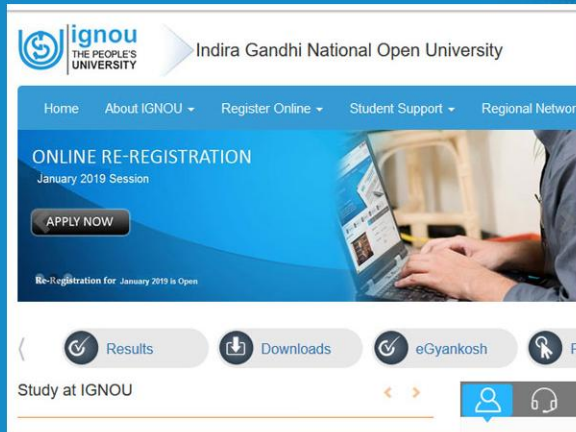 ignou
THE PEOPLE'S
UNIVERSITY
Indira Gandhi National Open University
Home About IGNOU Register Online Student Support Regional Networ
ONLINE RE-REGISTRATION
January 2019 Session
APPLY NOW
Re-Registration for January 2019 is Open
Results Downloads eGyankosh
Study at IGNOU